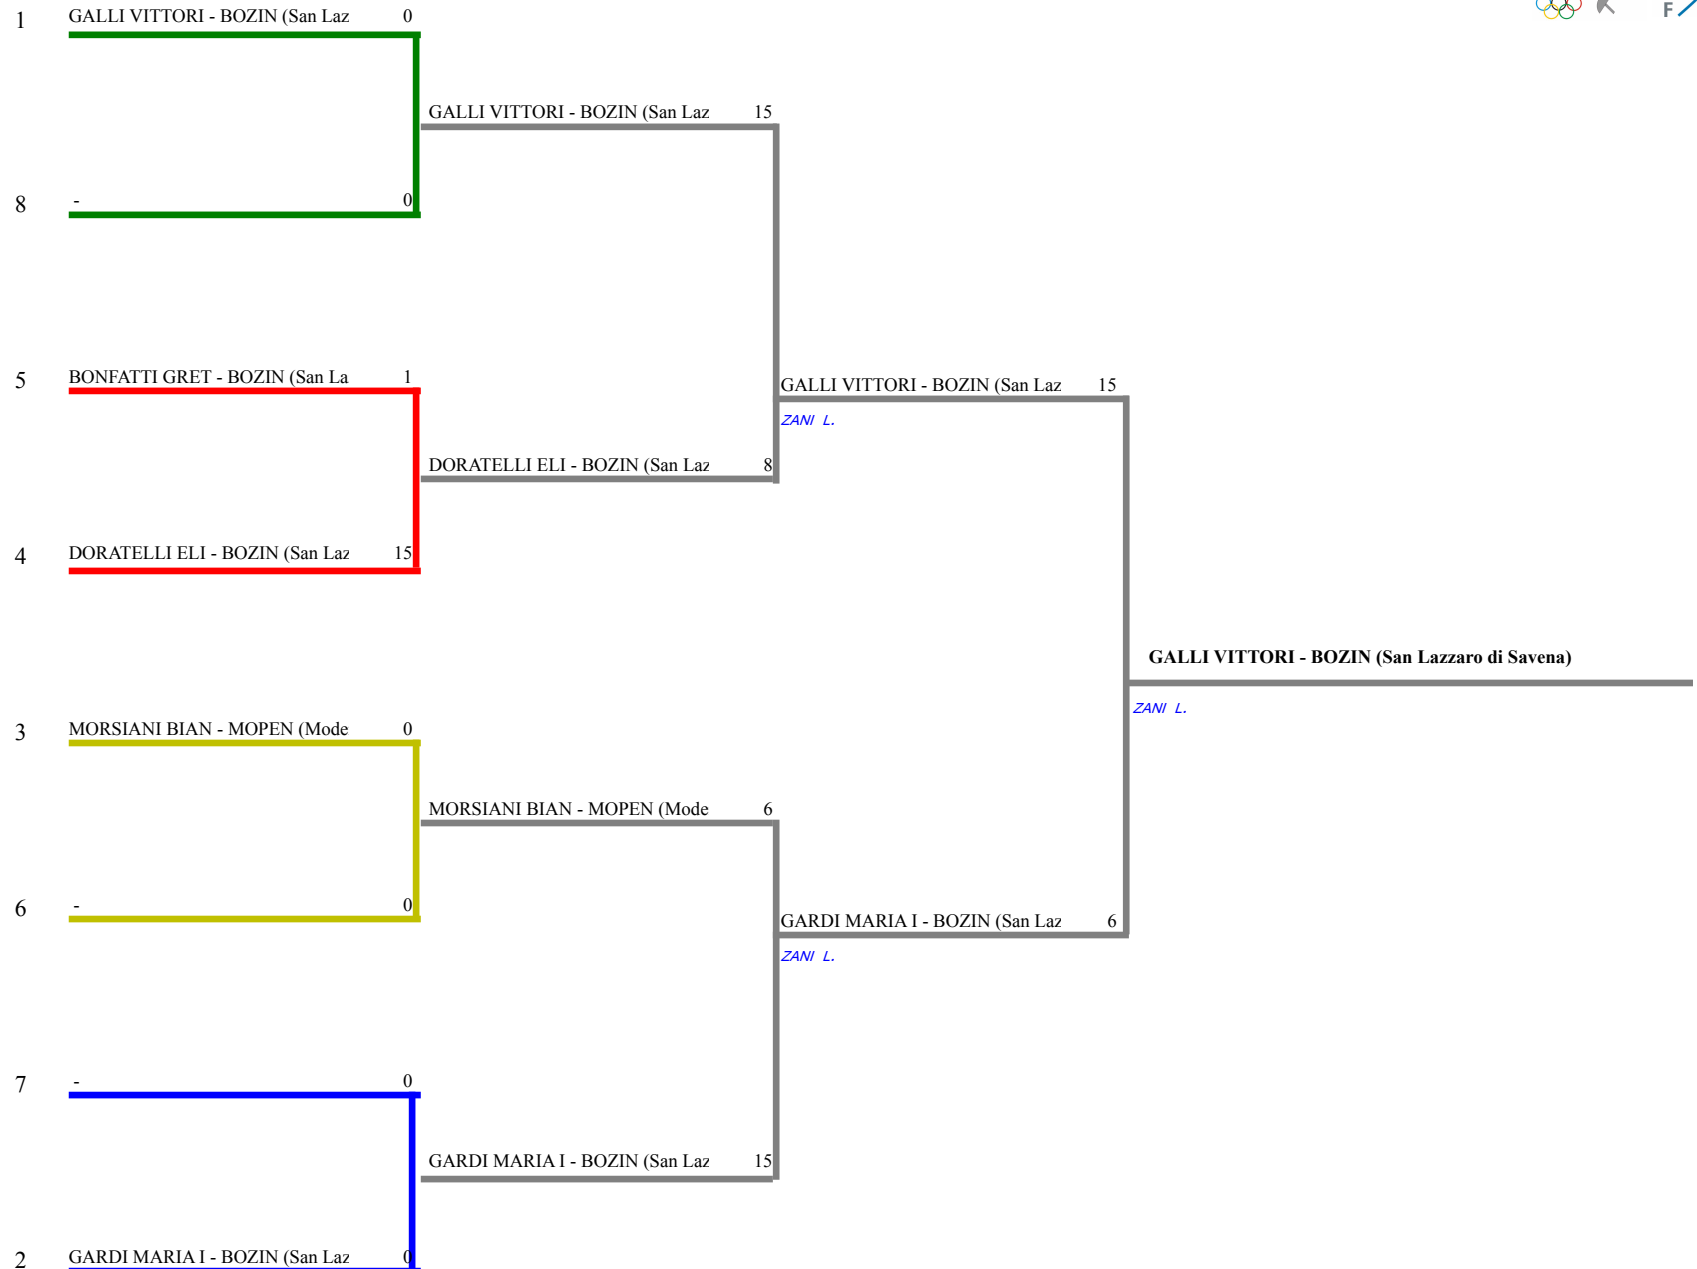 1 GALLI VITTORI - BOZIN (San Laz 0
GALLI VITTORI - BOZIN (San Laz 15
8 - 0
5 BONFATTI GRET - BOZIN (San La 1
GALLI VITTORI - BOZIN (San Laz 15
ZANI L.
DORATELLI ELI - BOZIN (San Laz 8
4 DORATELLI ELI - BOZIN (San Laz 15
GALLI VITTORI - BOZIN (San Lazzaro di Savena)
ZANI L.
3 MORSIANI BIAN - MOPEN (Mode 0
MORSIANI BIAN - MOPEN (Mode 6
6 - 0
GARDI MARIA I - BOZIN (San Laz 6
ZANI L.
7 - 0
GARDI MARIA I - BOZIN (San Laz 15
2 GARDI MARIA I - BOZIN (San Laz 0
F